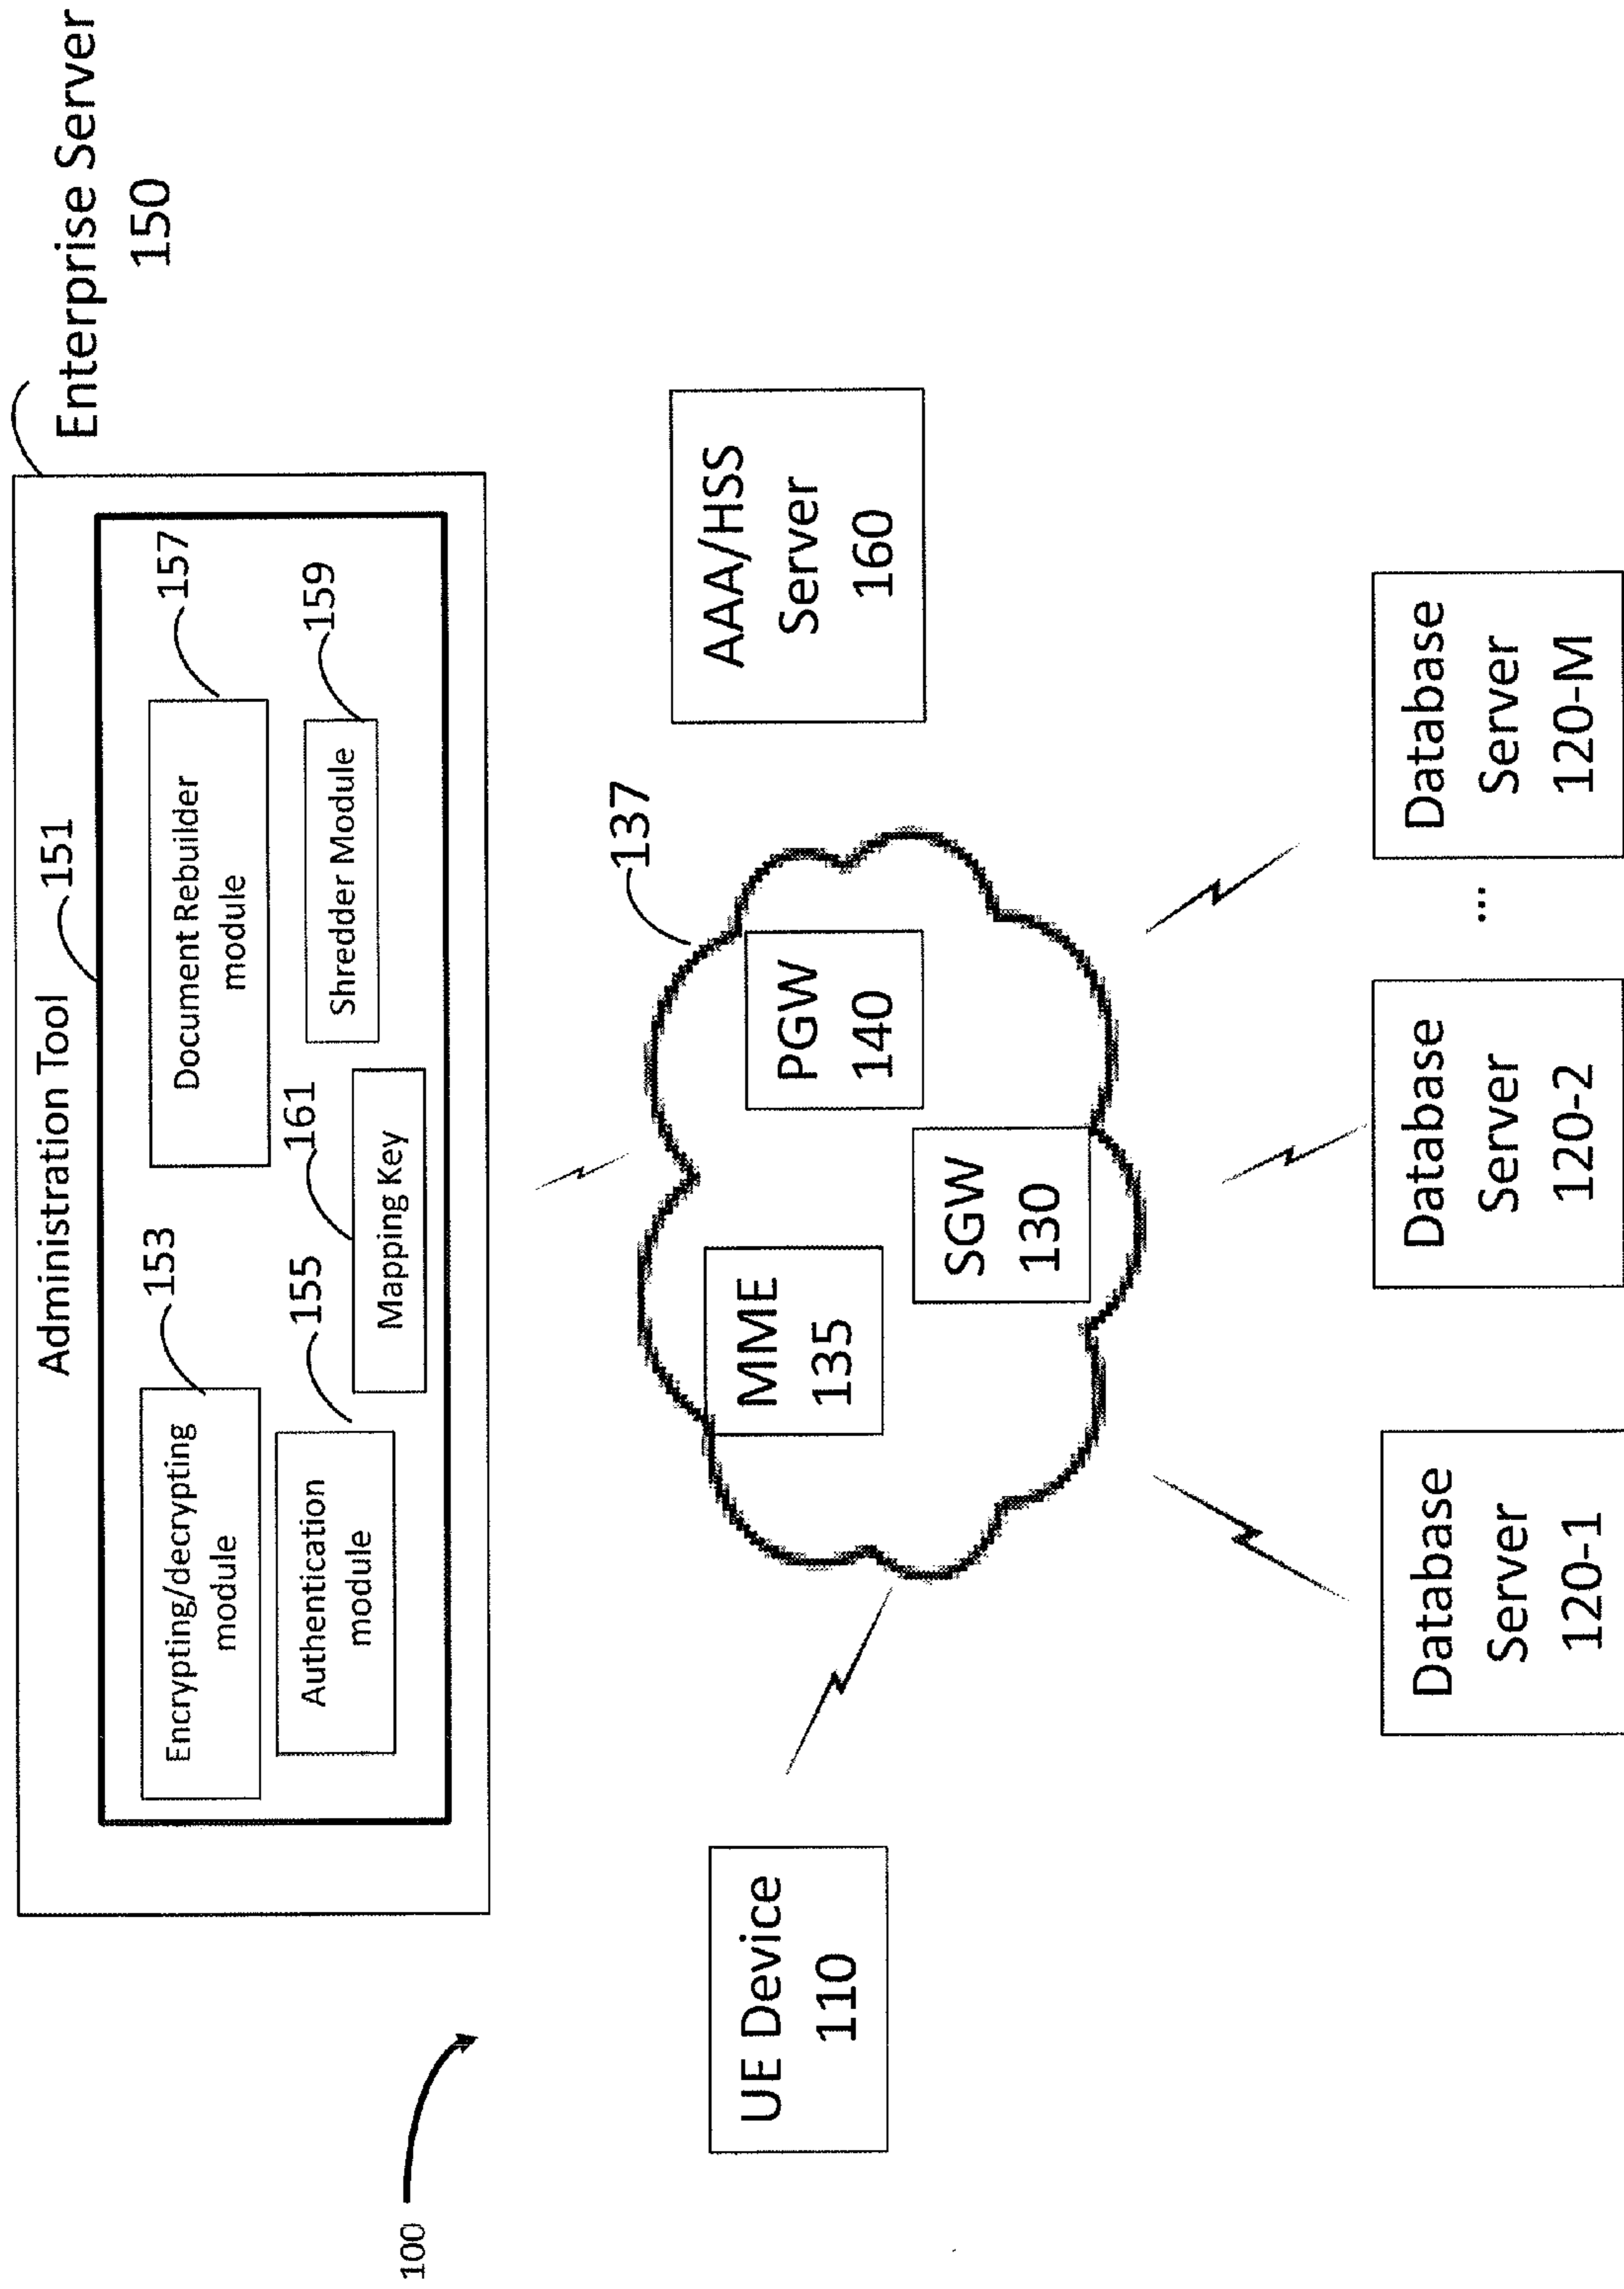 Enterprise Server
150
Administration Tool
151
Encrypting/decrypting
module
153
Document Rebuilder
module
157
Authentication
module
155
Mapping Key
161
Shredder Module
159
100
UE Device
110
137
MME
135
PGW
140
SGW
130
AAA/HSS
Server
160
Database
Server
120-1
Database
Server
120-2
...
Database
Server
120-M